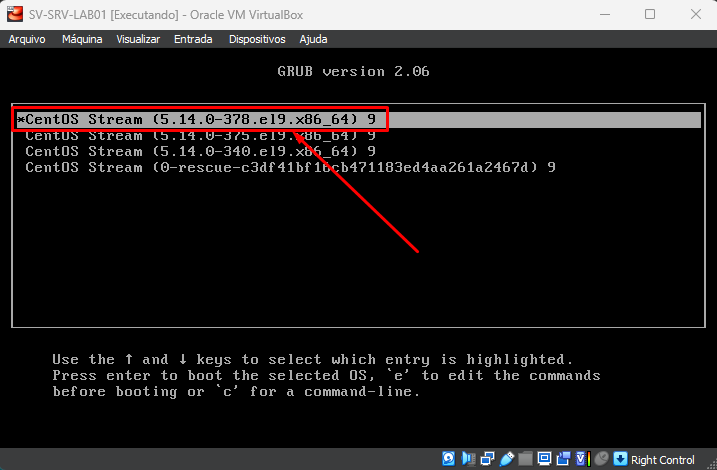 SV-SRV-LAB01 [Executando] - Oracle VM VirtualBox
Arquivo Máquina Visualizar Entrada Dispositivos Ajuda
GRUB version 2.06
*CentOS Stream (5.14.0-378.el9.x86_64) 9
CentOS Stream (5.14.0-375.el9.x86_64) 9
CentOS Stream (5.14.0-340.el9.x86_64) 9
CentOS Stream (0-rescue-c3df41bf16cb471183ed4aa261a2467d) 9
Use the ↑ and ↓ keys to select which entry is highlighted.
Press enter to boot the selected OS, `e' to edit the commands
before booting or `c' for a command-line.
Right Control